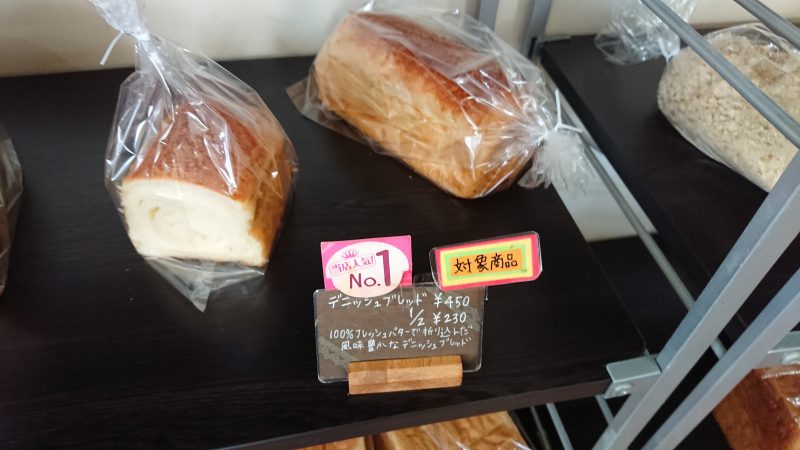 当店人気!
No.1
対象商品
デニッシュブレッド ¥450
1/2 ¥230
100%フレッシュバターで折り込んだ
風味豊かなデニッシュブレッド